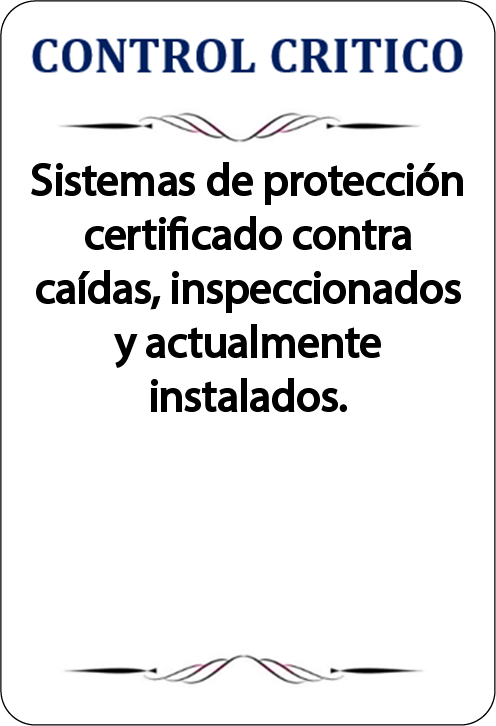 CONTROL CRITICO
Sistemas de protección
certificado contra
caídas, inspeccionados
y actualmente
instalados.